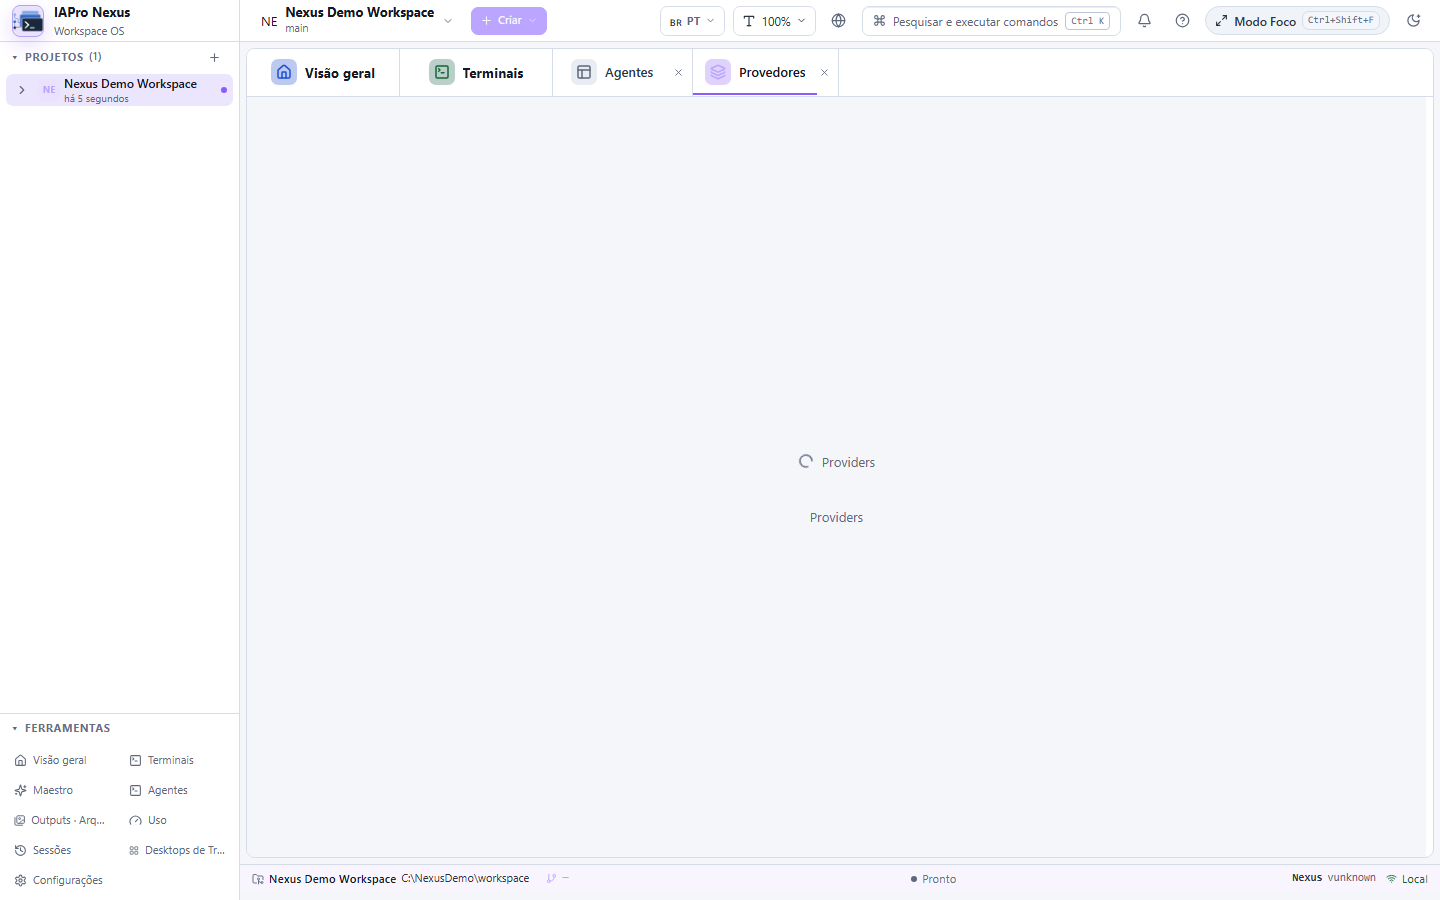 IAPro Nexus
Workspace OS
NE
Nexus Demo Workspace
main
Criar
BR PT
100%
Pesquisar e executar comandos
Ctrl K
Modo Foco
Ctrl+Shift+F
PROJETOS (1)
NE
Nexus Demo Workspace
há 5 segundos
Visão geral
Terminais
Agentes
Provedores
Providers
Providers
FERRAMENTAS
Visão geral
Terminais
Maestro
Agentes
Outputs · Arq...
Uso
Sessões
Desktops de Tr...
Configurações
Nexus Demo Workspace C:\NexusDemo\workspace
Pronto
Nexus vunknown
Local